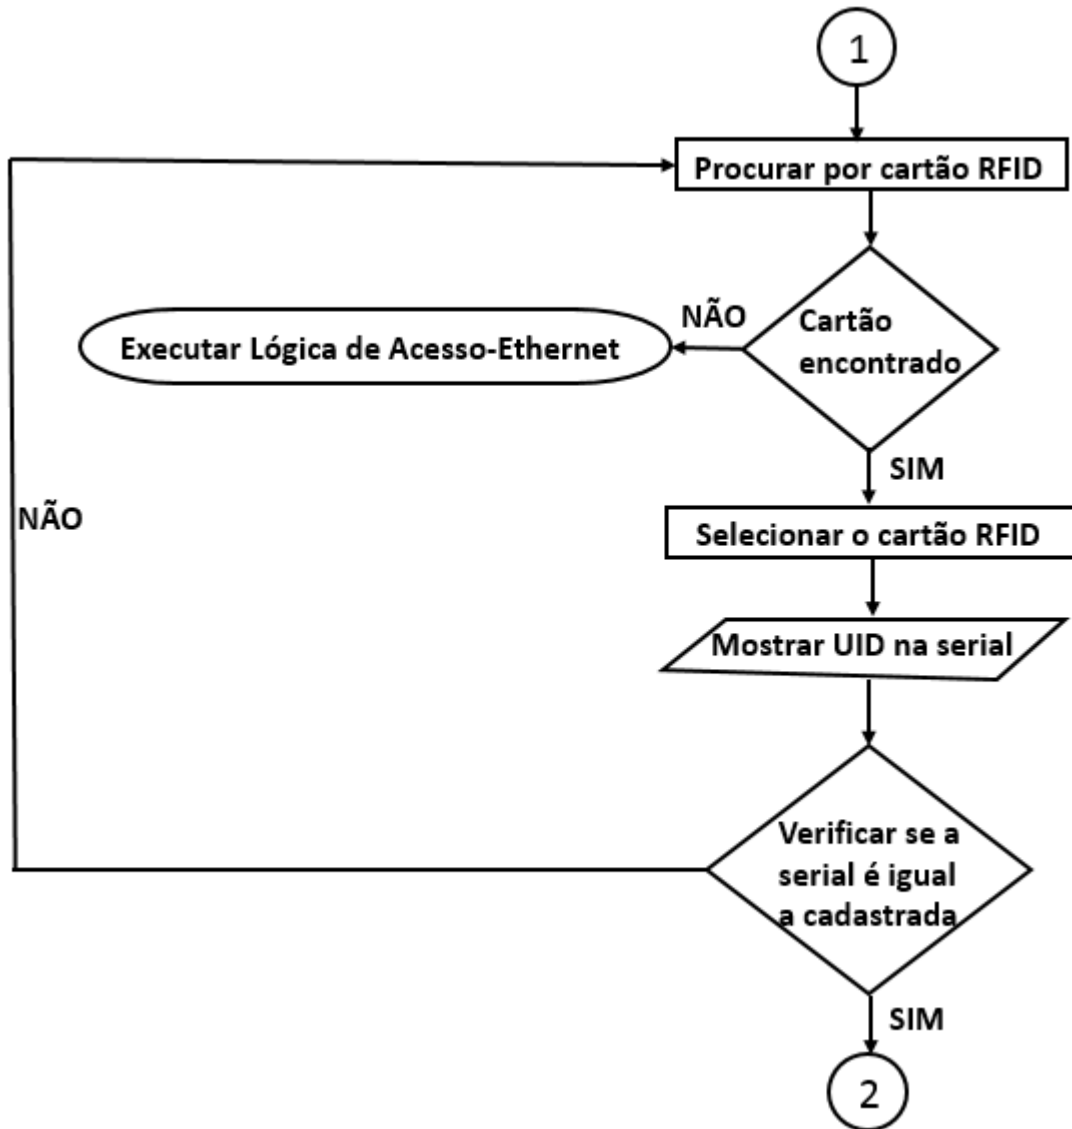 1
Procurar por cartão RFID
NÃO
Cartão
encontrado
Executar Lógica de Acesso-Ethernet
SIM
Selecionar o cartão RFID
NÃO
Mostrar UID na serial
Verificar se a
serial é igual
a cadastrada
SIM
2